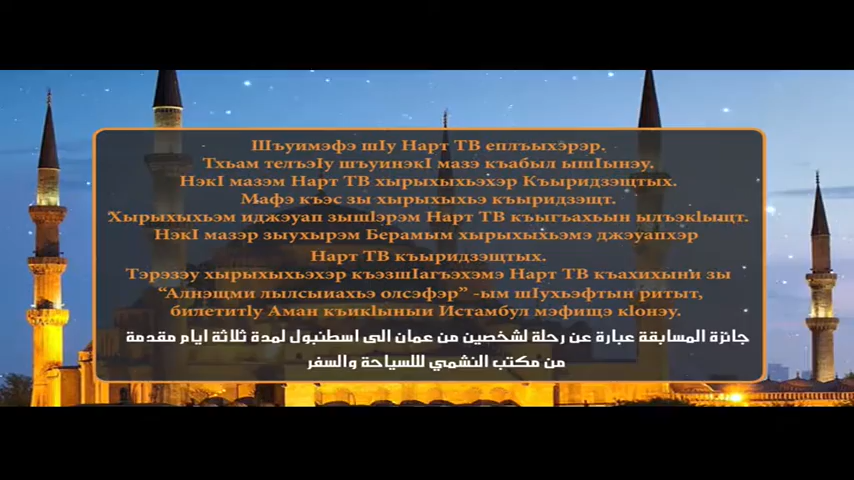 Шъуимэфэ шIу Нарт ТВ еплъыхэрэр.
Тхьам телъэIу шъуинэкI мазэ къабыл ышIынэу.
НэкI мазэм Нарт ТВ хырыхыхьэхэр Къыридзэщтых.
Мафэ къэс зы хырыхыхьэ къыридзэщт.
Хырыхыхьэм иджэуап зышIэрэм Нарт ТВ къыгъахьын ылъэкIыщт.
НэкI мазэр зыухырэм Берамым хырыхыхьэмэ джэуапхэр
Нарт ТВ къыридзэщтых.
Тэрэзэу хырыхыхьэхэр къэзшIагъэхэмэ Нарт ТВ къахихыни зы
“Алнэщми лылсыиахьэ олсэфэр” -ым шIухьэфтын ритыт,
билетитIу Аман къикIыныи Истамбул мэфищэ кIонэу.
جائزة المسابقة عبارة عن رحلة لشخصين من عمان الى اسطنبول لمدة ثلاثة ايام مقدمة
من مكتب النشمي لللسياحة والسفر